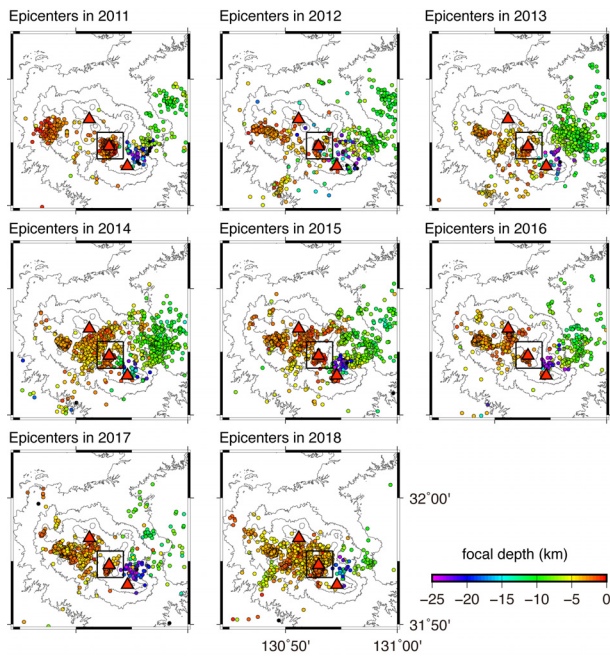 Epicenters in 2011
Epicenters in 2012
Epicenters in 2013
Epicenters in 2014
Epicenters in 2015
Epicenters in 2016
Epicenters in 2017
Epicenters in 2018
32°00'
focal depth (km)
−25 −20 −15 −10 −5 0
31°50'
130°50' 131°00'